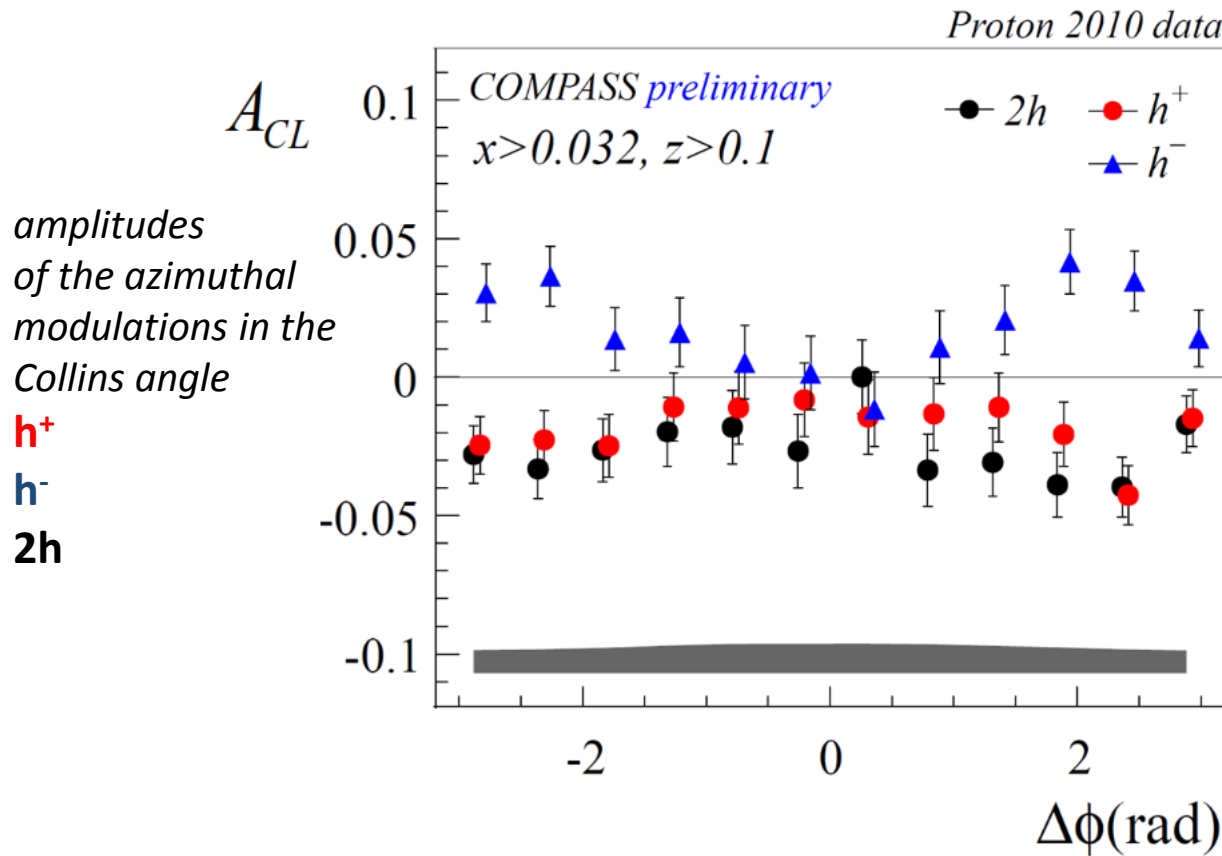 Proton 2010 data
A_CL
COMPASS preliminary
x>0.032, z>0.1
2h
h⁺
h⁻
amplitudes
of the azimuthal
modulations in the
Collins angle
h⁺
h⁻
2h
0.1
0.05
0
-0.05
-0.1
-2 0 2
Δϕ(rad)